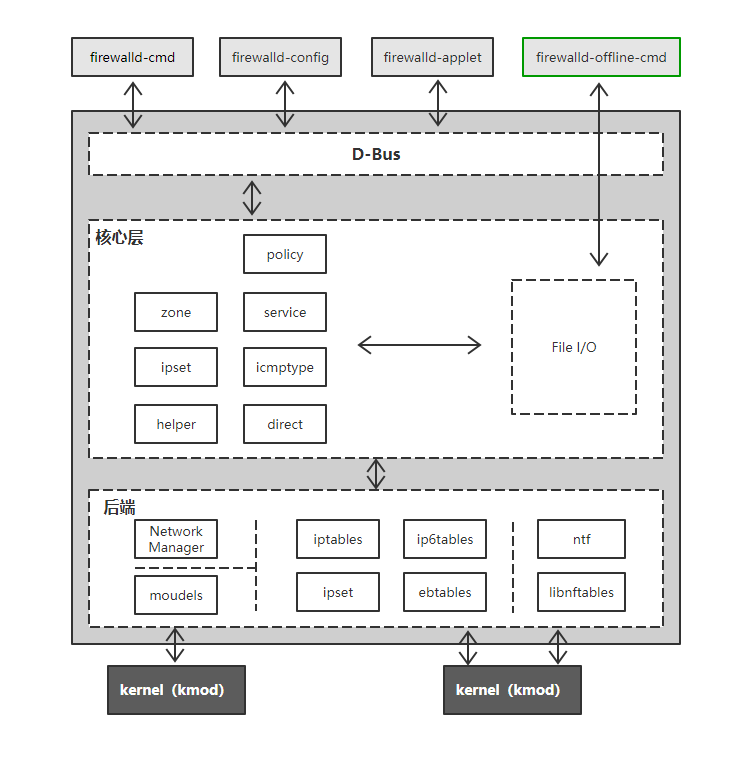 firewalld-cmd
firewalld-config
firewalld-applet
firewalld-offline-cmd
D-Bus
核心层
policy
zone
service
ipset
icmptype
helper
direct
File I/O
后端
Network
Manager
moudels
iptables
ip6tables
ipset
ebtables
ntf
libnftables
kernel（kmod）
kernel（kmod）